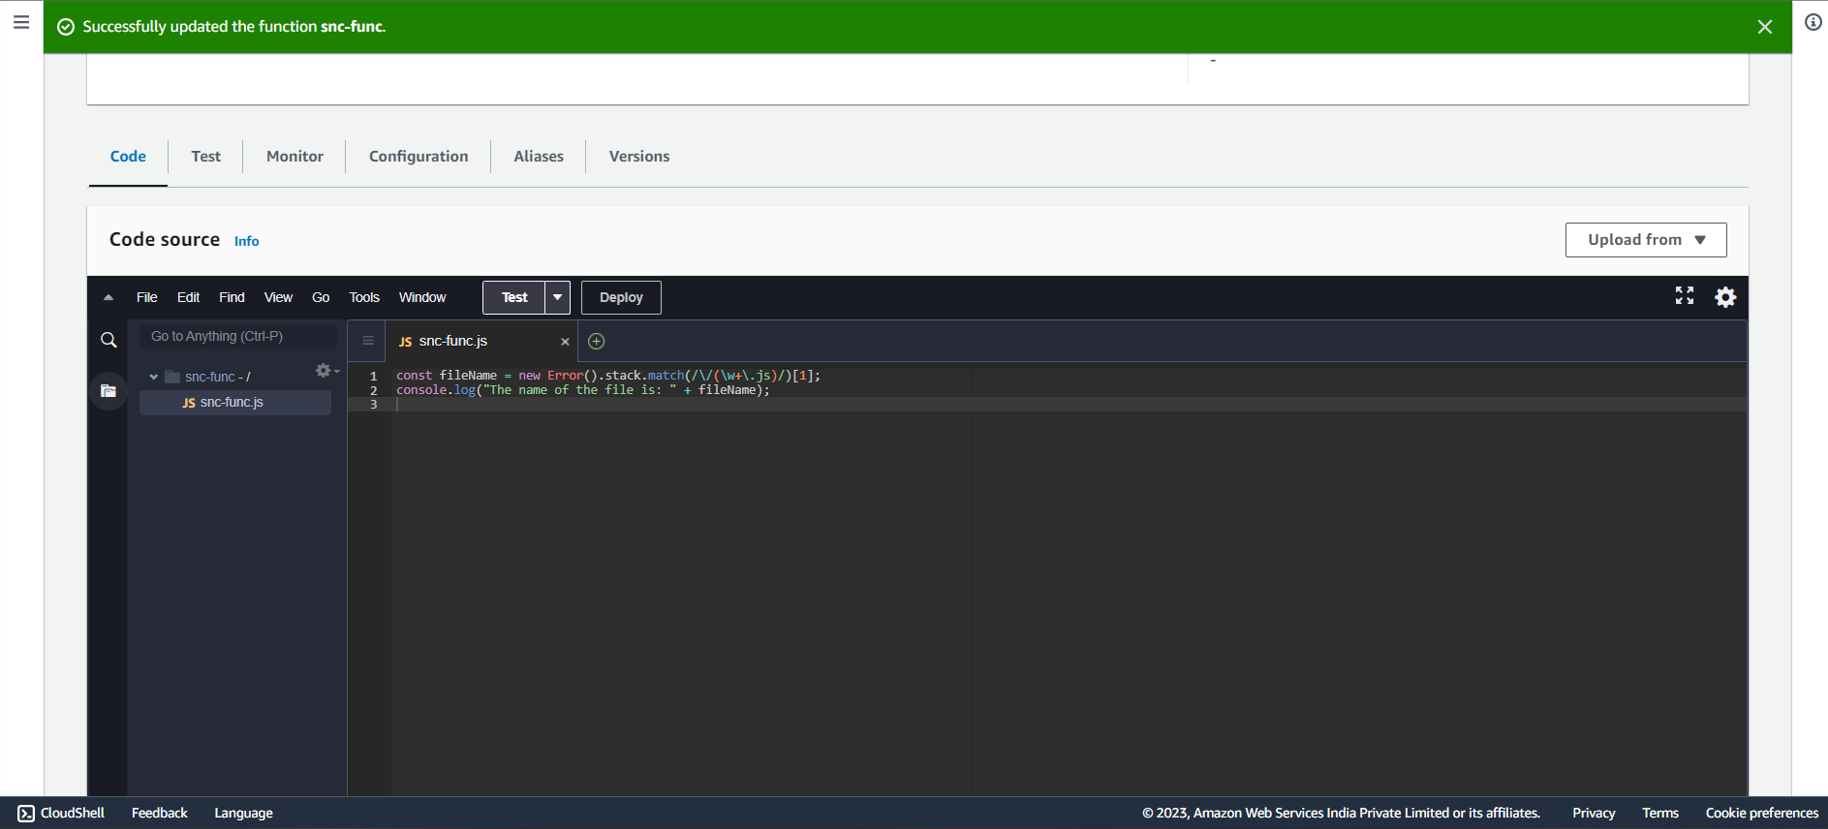 Successfully updated the function snc-func.
-
Code Test Monitor Configuration Aliases Versions
Code source Info
Upload from
File Edit Find View Go Tools Window Test Deploy
Go to Anything (Ctrl-P)
JS snc-func.js
snc-func - /
JS snc-func.js
1 const fileName = new Error().stack.match(/\/(\w+\.js)/)[1];
2 console.log("The name of the file is: " + fileName);
3
CloudShell Feedback Language © 2023, Amazon Web Services India Private Limited or its affiliates. Privacy Terms Cookie preferences